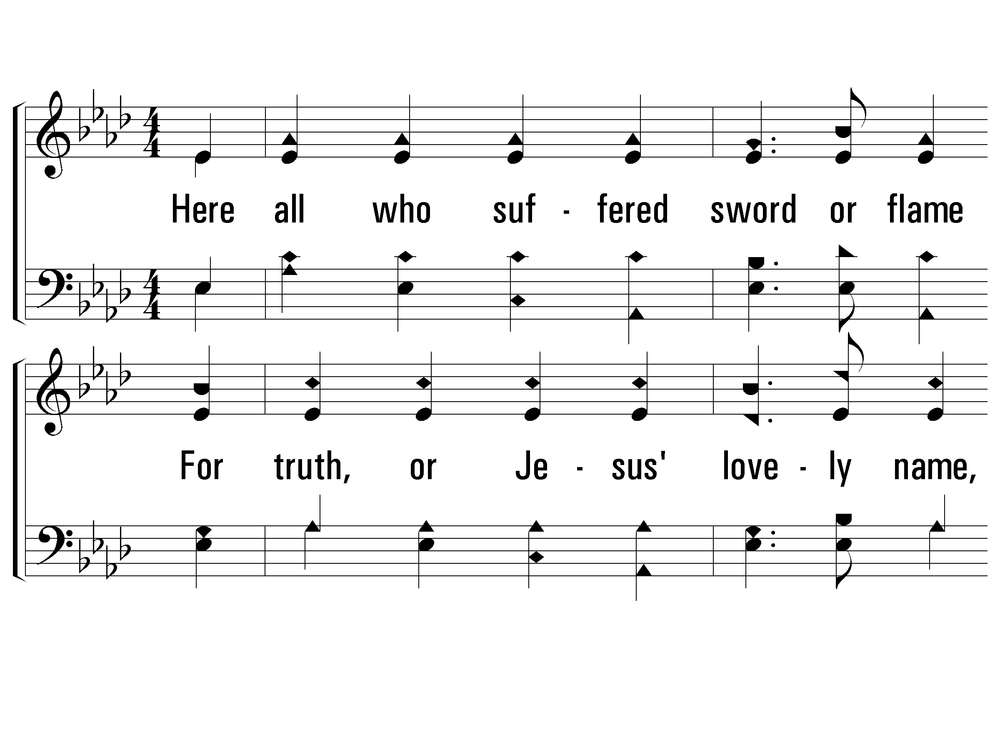 Here all who suf - fered sword or flame
For truth, or Je - sus' love - ly name,